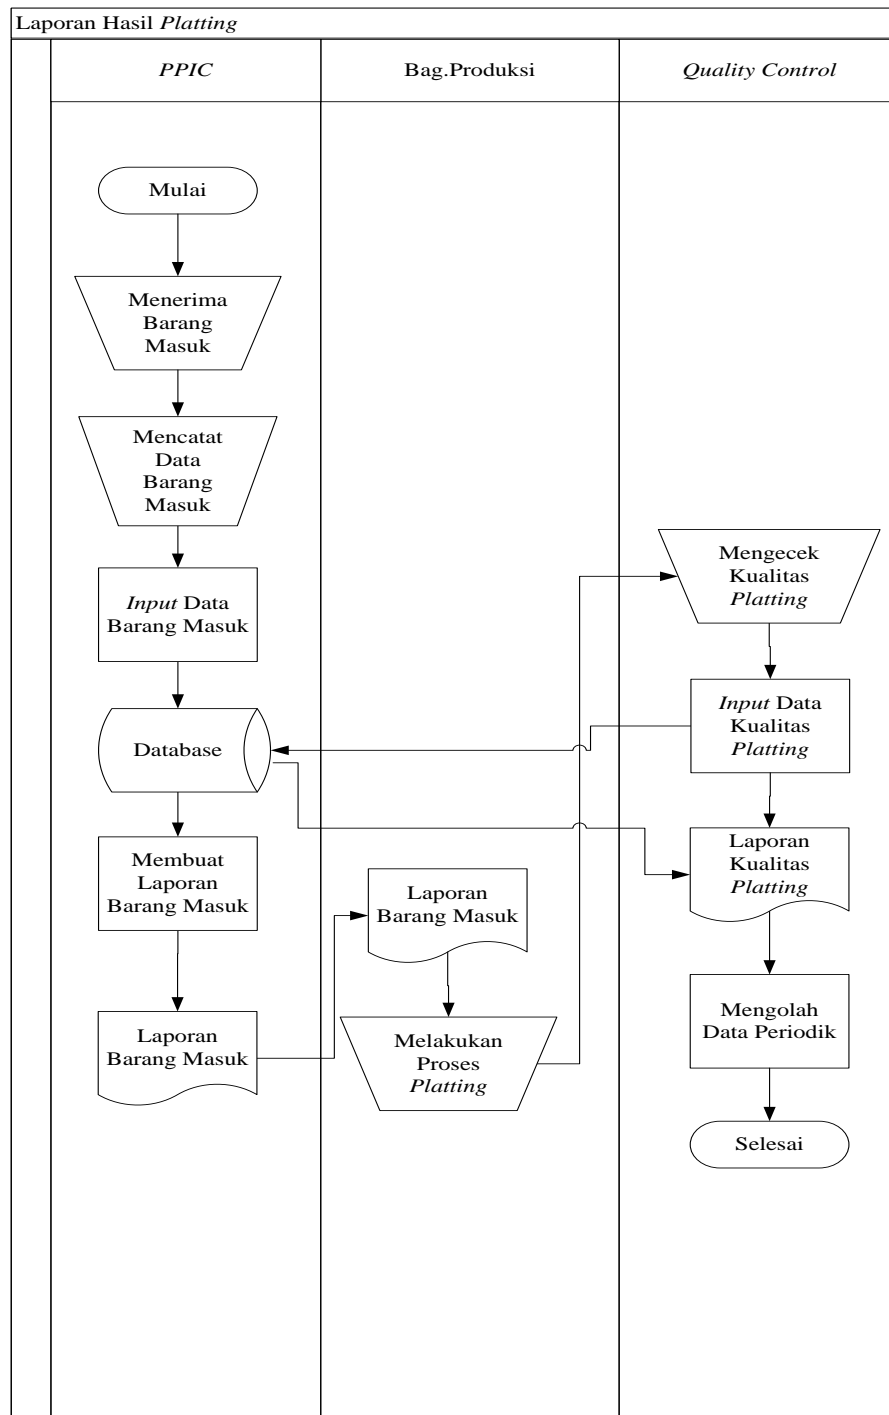 Laporan Hasil Platting
PPIC
Bag.Produksi
Quality Control
Mulai
Menerima
Barang
Masuk
Mencatat
Data
Barang
Masuk
Input Data
Barang Masuk
Database
Membuat
Laporan
Barang Masuk
Laporan
Barang Masuk
Laporan
Barang Masuk
Melakukan
Proses
Platting
Mengecek
Kualitas
Platting
Input Data
Kualitas
Platting
Laporan
Kualitas
Platting
Mengolah
Data Periodik
Selesai